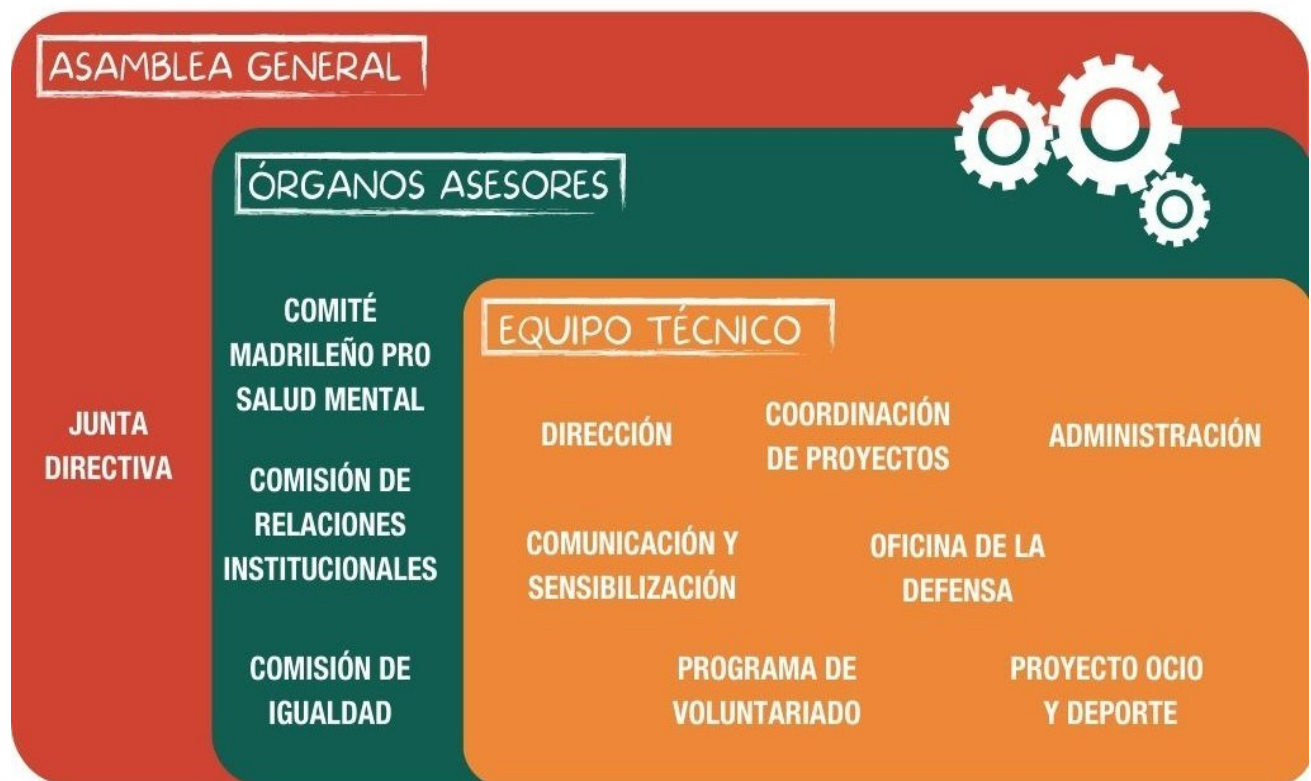 ASAMBLEA GENERAL
JUNTA
DIRECTIVA
ÓRGANOS ASESORES
COMITÉ
MADRILEÑO PRO
SALUD MENTAL
COMISIÓN DE
RELACIONES
INSTITUCIONALES
COMISIÓN DE
IGUALDAD
EQUIPO TÉCNICO
DIRECCIÓN
COORDINACIÓN
DE PROYECTOS
ADMINISTRACIÓN
COMUNICACIÓN Y
SENSIBILIZACIÓN
OFICINA DE LA
DEFENSA
PROGRAMA DE
VOLUNTARIADO
PROYECTO OCIO
Y DEPORTE